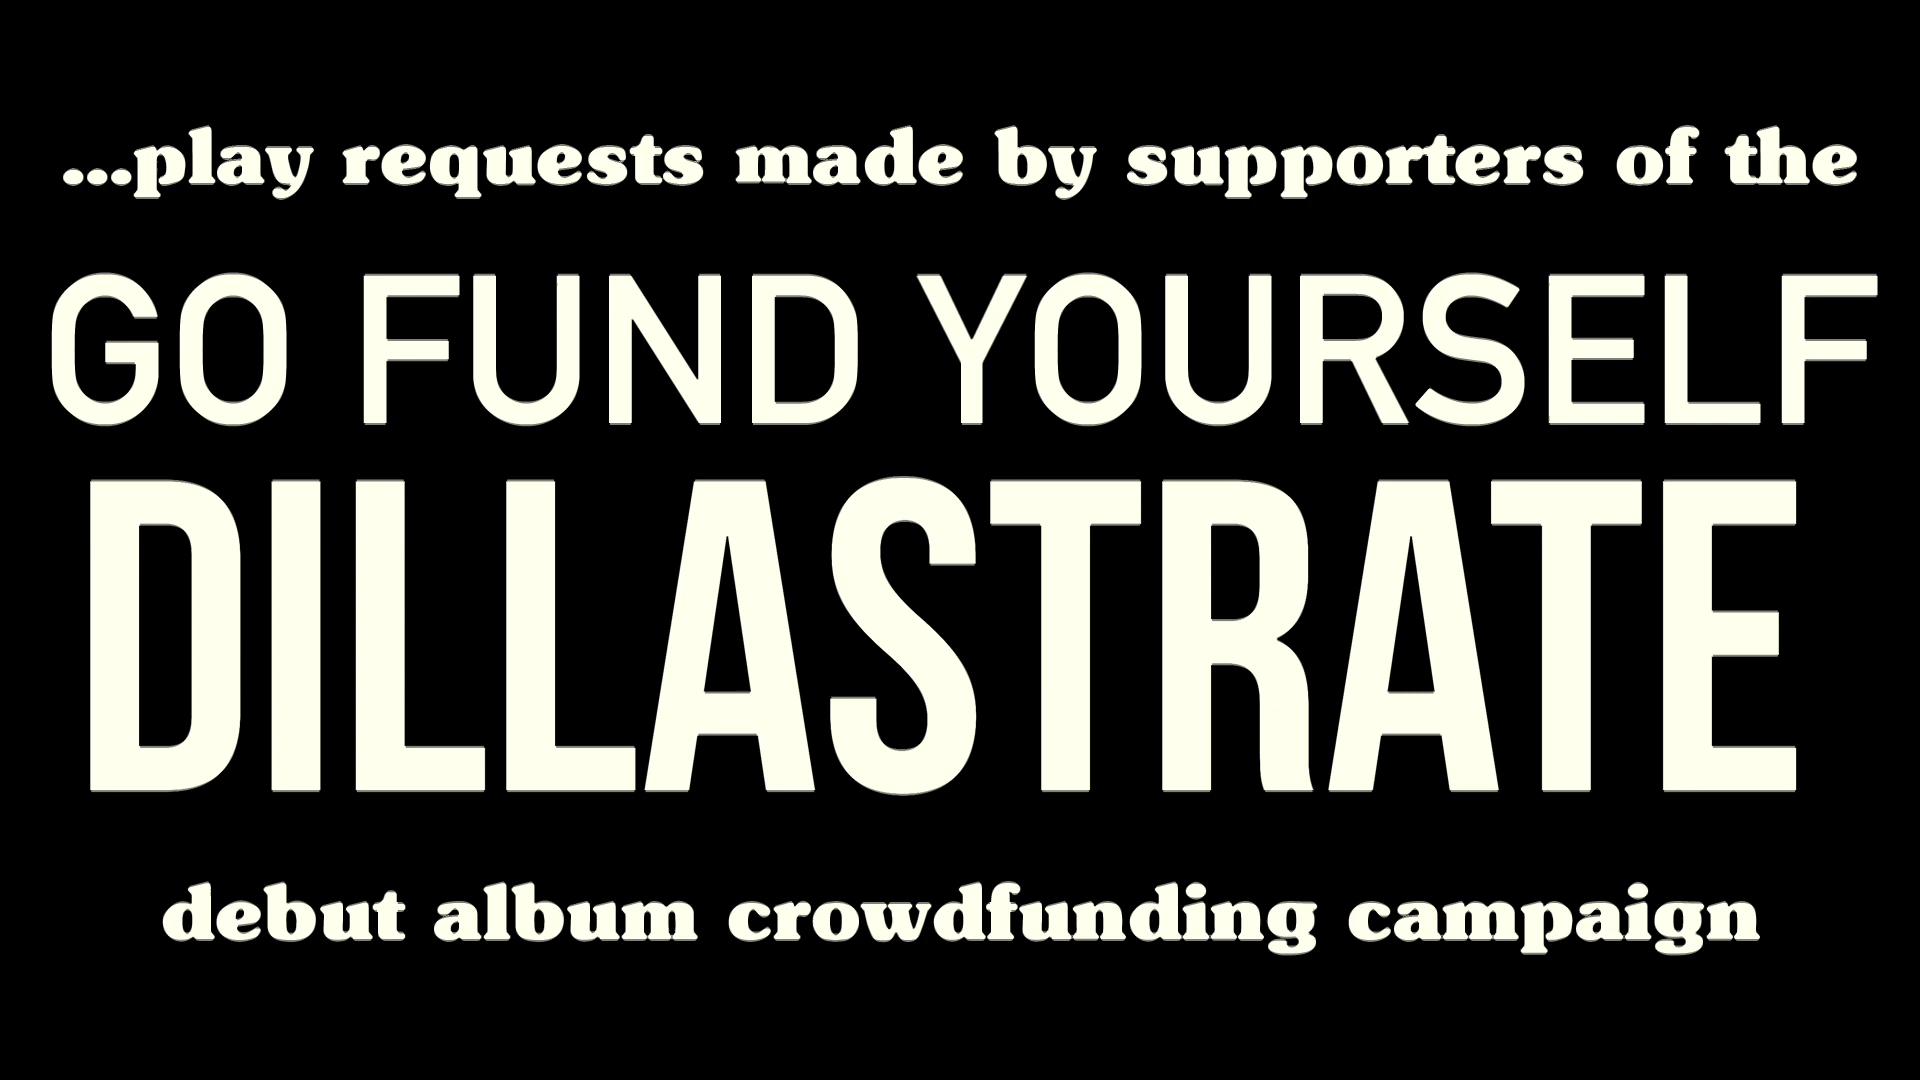 ...play requests made by supporters of the
GO FUND YOURSELF
DILLASTRATE
debut album crowdfunding campaign